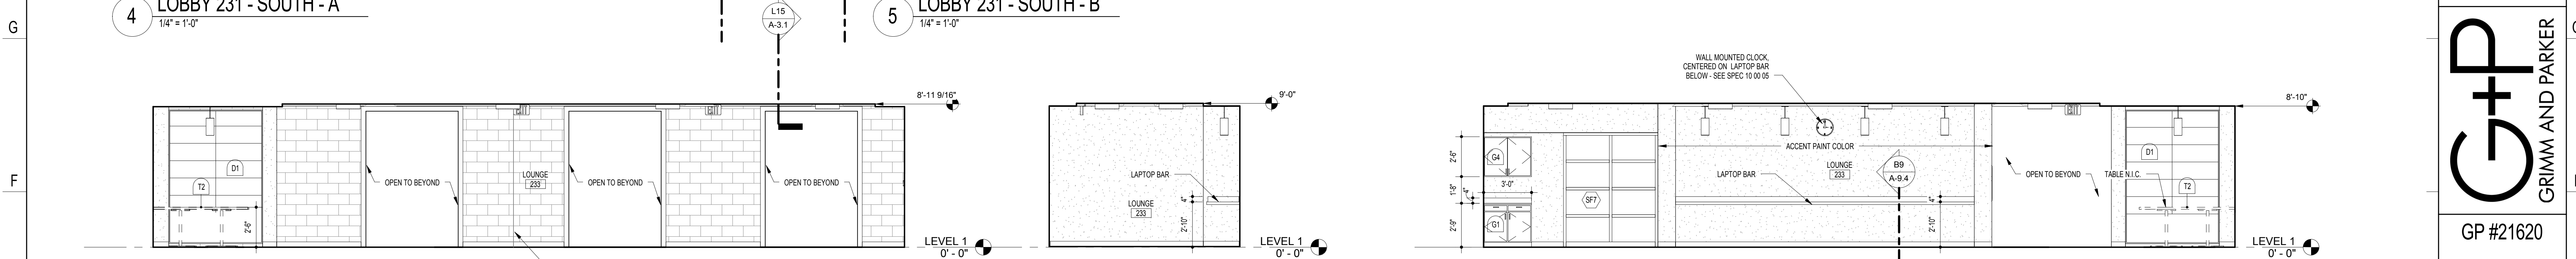 G
F
4
LOBBY 231 - SOUTH - A
1/4" = 1'-0"
L15
A-3.1
5
LOBBY 231 - SOUTH - B
1/4" = 1'-0"
8'-11 9/16"
D1
T2
2'-6"
OPEN TO BEYOND
LOUNGE
233
OPEN TO BEYOND
OPEN TO BEYOND
LEVEL 1
0' - 0"
9'-0"
LAPTOP BAR
LOUNGE
233
4"
2'-10"
LEVEL 1
0' - 0"
WALL MOUNTED CLOCK,
CENTERED ON LAPTOP BAR
BELOW - SEE SPEC 10 00 05
8'-10"
2'-6"
1'-8"
4"
2'-9"
G4
3'-0"
G1
SF7
ACCENT PAINT COLOR
LAPTOP BAR
LOUNGE
233
B9
A-9.4
4"
2'-10"
OPEN TO BEYOND
TABLE N.I.C.
D1
T2
LEVEL 1
0' - 0"
G+P
GRIMM AND PARKER
GP #21620